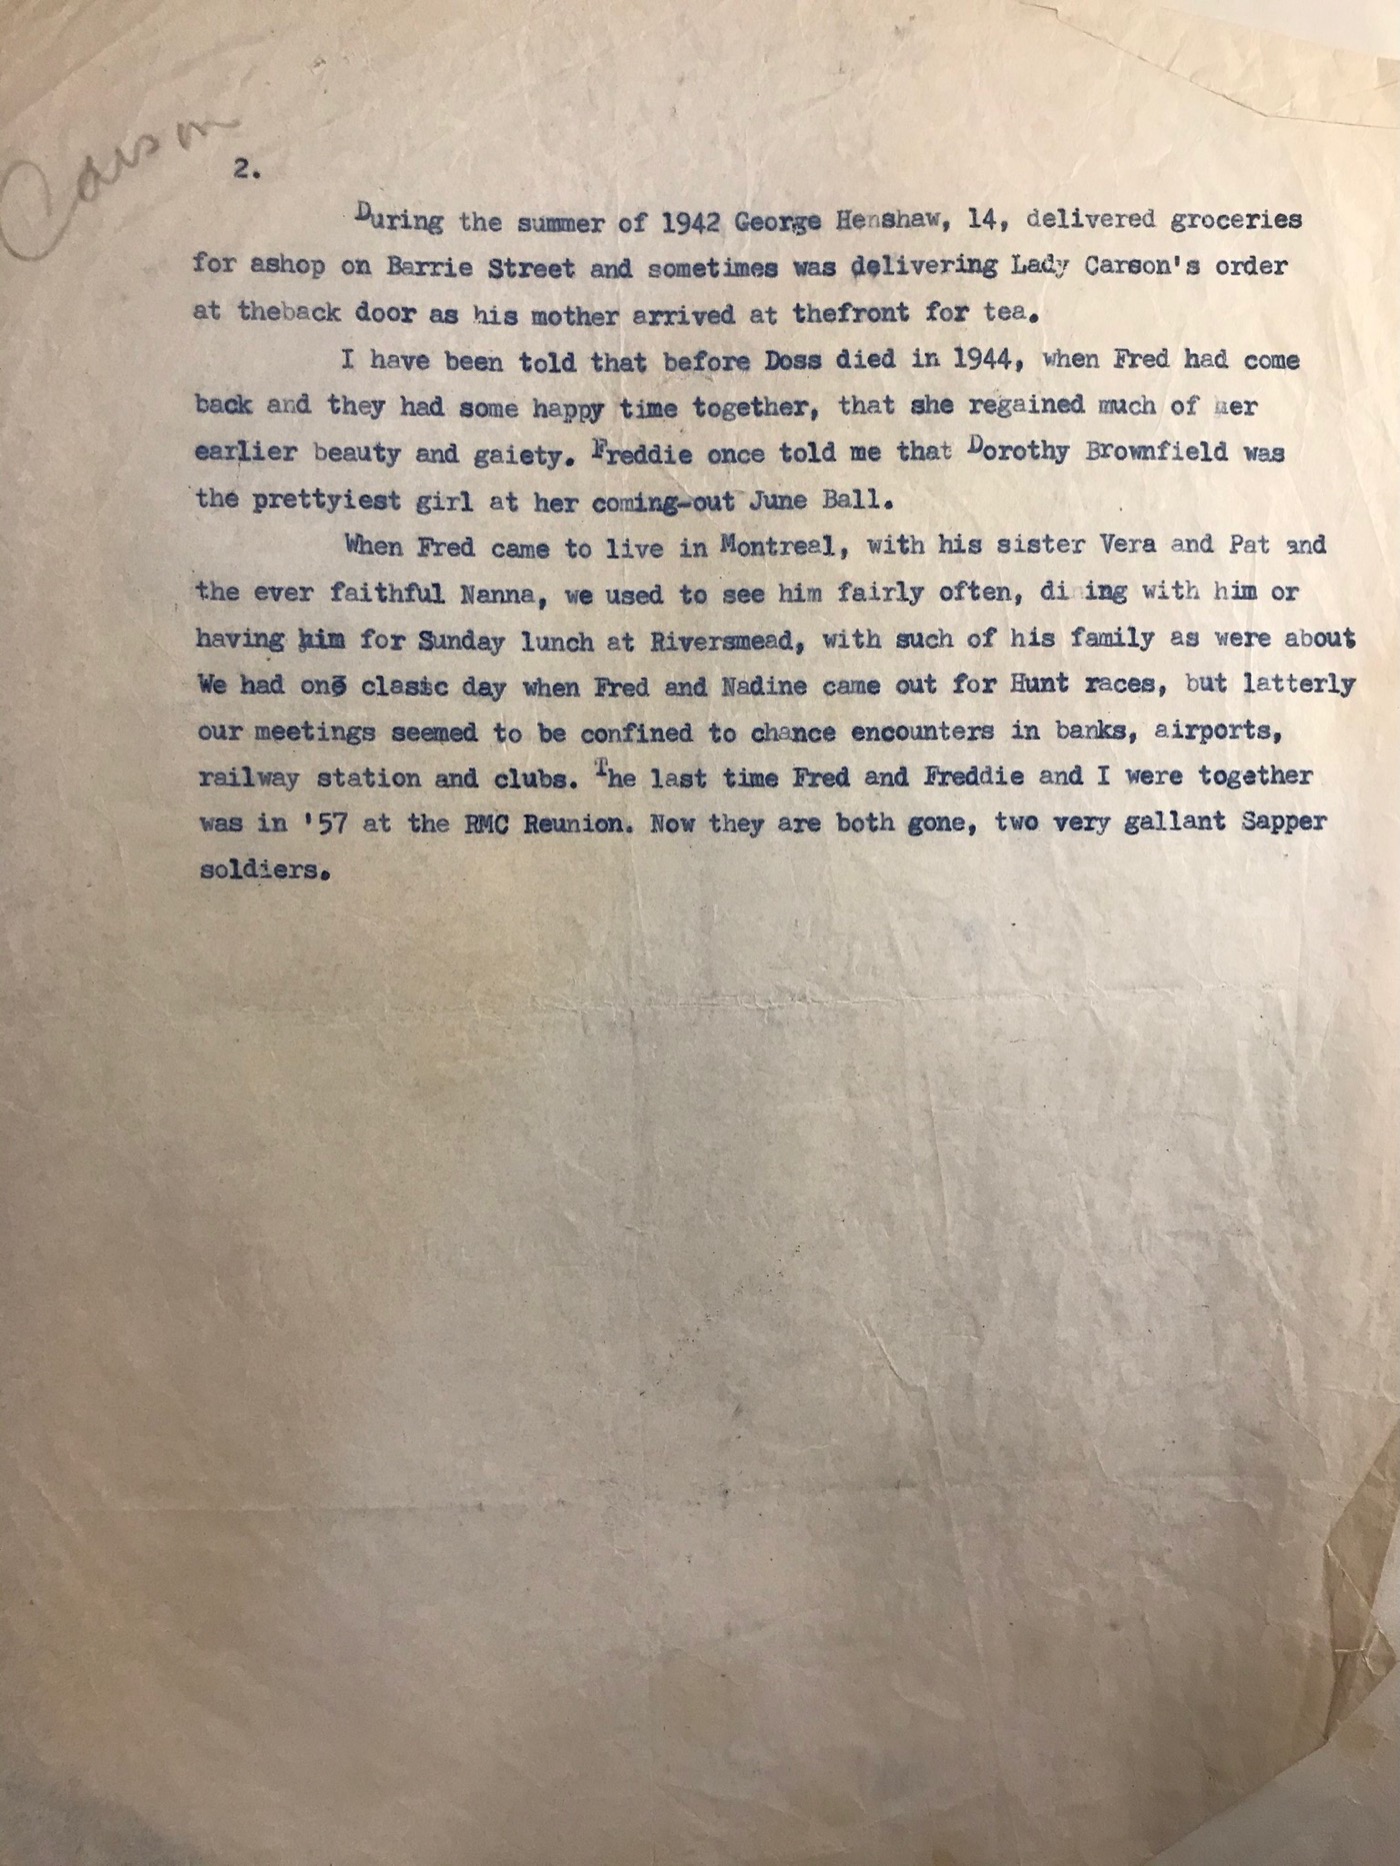 Carson
2.
During the summer of 1942 George Henshaw, 14, delivered groceries
for ashop on Barrie Street and sometimes was delivering Lady Carson's order
at theback door as his mother arrived at thefront for tea.
I have been told that before Doss died in 1944, when Fred had come
back and they had some happy time together, that she regained much of her
earlier beauty and gaiety. Freddie once told me that Dorothy Brownfield was
the prettyiest girl at her coming-out June Ball.
When Fred came to live in Montreal, with his sister Vera and Pat and
the ever faithful Nanna, we used to see him fairly often, dining with him or
having him for Sunday lunch at Riversmead, with such of his family as were about
We had one classic day when Fred and Nadine came out for Hunt races, but latterly
our meetings seemed to be confined to chance encounters in banks, airports,
railway station and clubs. The last time Fred and Freddie and I were together
was in '57 at the RMC Reunion. Now they are both gone, two very gallant Sapper
soldiers.